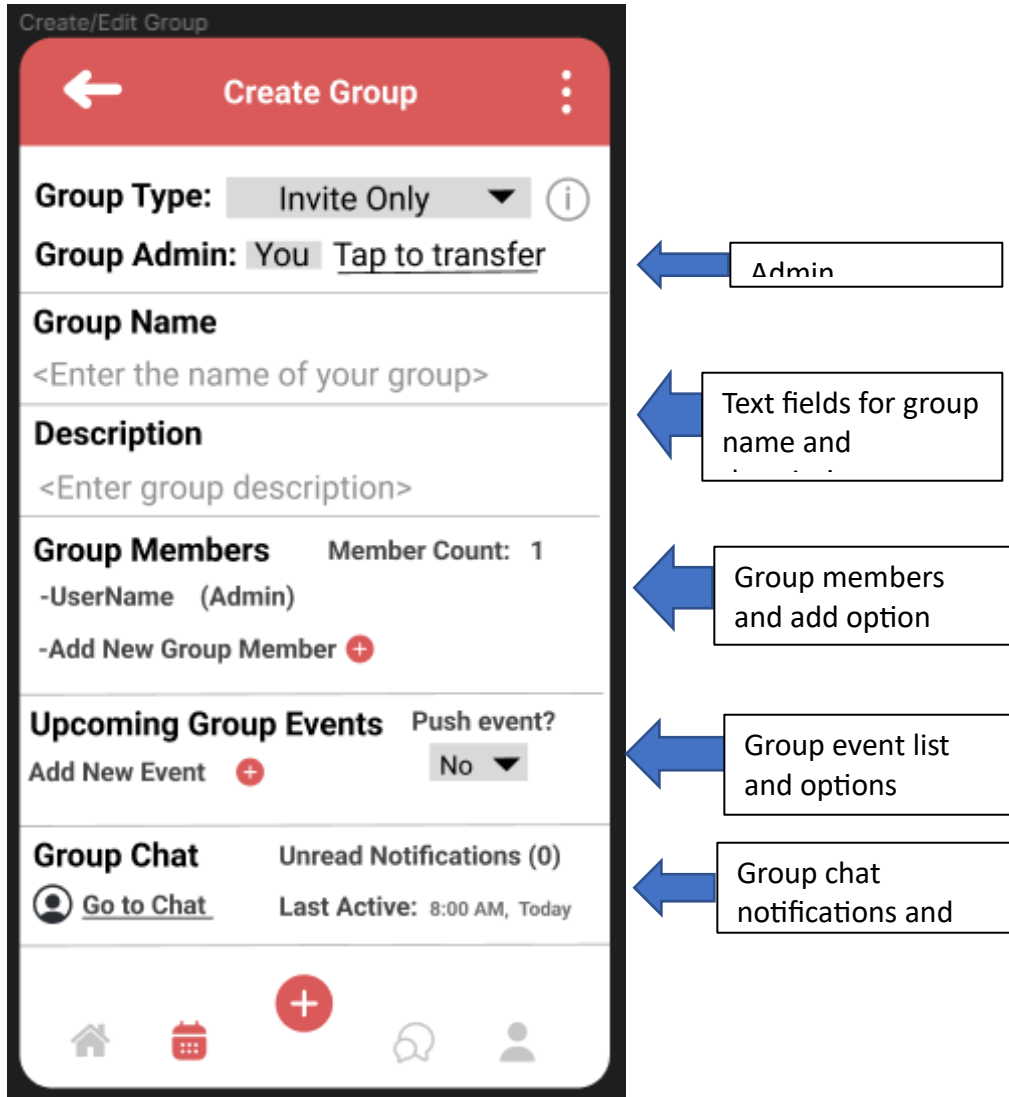 Create/Edit Group
Create Group
Group Type: Invite Only
Group Admin: You Tap to transfer
Admin
Group Name
<Enter the name of your group>
Text fields for group
name and
Description
<Enter group description>
Group Members Member Count: 1
-UserName (Admin)
-Add New Group Member
Group members
and add option
Upcoming Group Events Push event?
Add New Event No
Group event list
and options
Group Chat Unread Notifications (0)
Go to Chat Last Active: 8:00 AM, Today
Group chat
notifications and